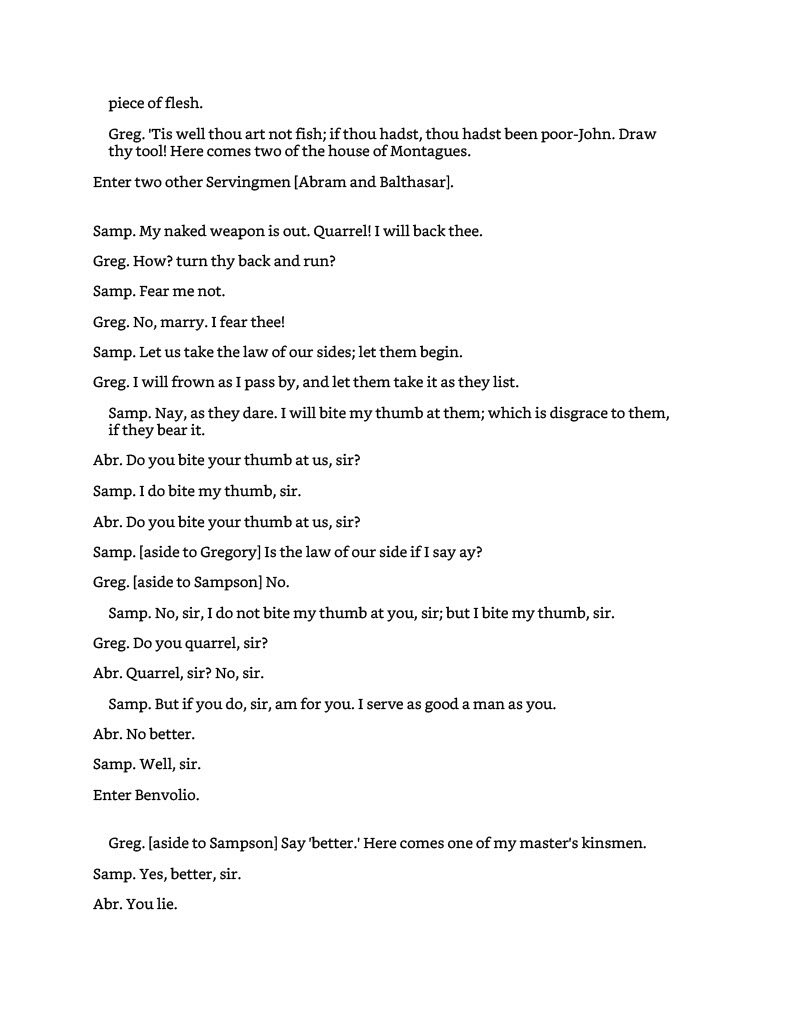 piece of flesh.
Greg. 'Tis well thou art not fish; if thou hadst, thou hadst been poor-John. Draw
thy tool! Here comes two of the house of Montagues.
Enter two other Servingmen [Abram and Balthasar].
Samp. My naked weapon is out. Quarrel! I will back thee.
Greg. How? turn thy back and run?
Samp. Fear me not.
Greg. No, marry. I fear thee!
Samp. Let us take the law of our sides; let them begin.
Greg. I will frown as I pass by, and let them take it as they list.
Samp. Nay, as they dare. I will bite my thumb at them; which is disgrace to them,
if they bear it.
Abr. Do you bite your thumb at us, sir?
Samp. I do bite my thumb, sir.
Abr. Do you bite your thumb at us, sir?
Samp. [aside to Gregory] Is the law of our side if I say ay?
Greg. [aside to Sampson] No.
Samp. No, sir, I do not bite my thumb at you, sir; but I bite my thumb, sir.
Greg. Do you quarrel, sir?
Abr. Quarrel, sir? No, sir.
Samp. But if you do, sir, am for you. I serve as good a man as you.
Abr. No better.
Samp. Well, sir.
Enter Benvolio.
Greg. [aside to Sampson] Say 'better.' Here comes one of my master's kinsmen.
Samp. Yes, better, sir.
Abr. You lie.